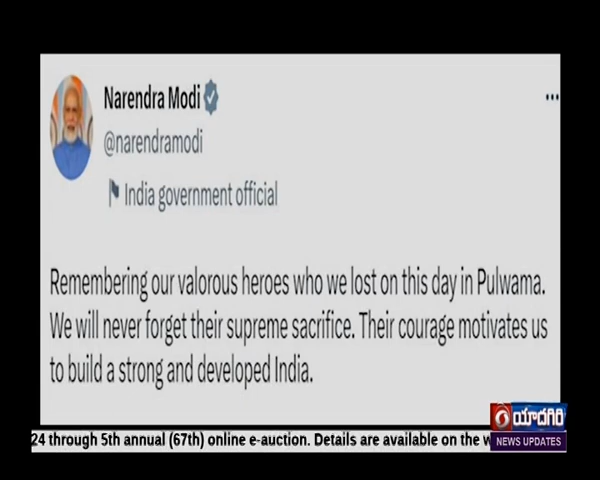 Narendra Modi
@narendramodi
India government official
Remembering our valorous heroes who we lost on this day in Pulwama.
We will never forget their supreme sacrifice. Their courage motivates us
to build a strong and developed India.
యాదగిరి
24 through 5th annual (67th) online e-auction. Details are available on the w
NEWS UPDATES